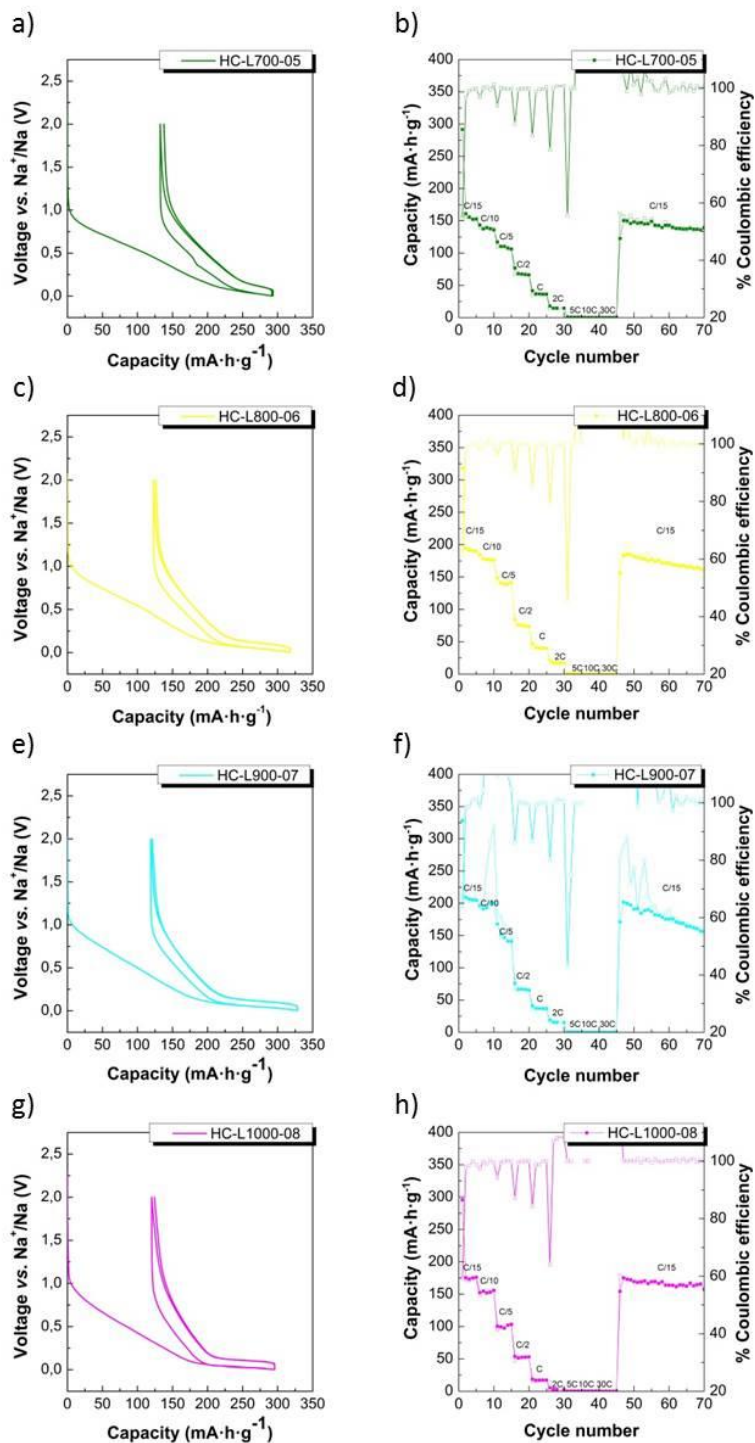 a)
HC-L700-05
Voltage vs. Na⁺/Na (V)
2,5
2,0
1,5
1,0
0,5
0,0
0 50 100 150 200 250 300 350
Capacity (mA·h·g⁻¹)
b)
HC-L700-05
Capacity (mA·h·g⁻¹)
400
350
300
250
200
150
100
50
0
C/15
C/10
C/5
C/2
C
2C
5C 10C 30C
C/15
100
80
60
40
20
% Coulombic efficiency
0 10 20 30 40 50 60 70
Cycle number
c)
HC-L800-06
Voltage vs. Na⁺/Na (V)
2,5
2,0
1,5
1,0
0,5
0,0
0 50 100 150 200 250 300 350
Capacity (mA·h·g⁻¹)
d)
HC-L800-06
Capacity (mA·h·g⁻¹)
400
350
300
250
200
150
100
50
0
C/15
C/10
C/5
C/2
C
2C
5C 10C 30C
C/15
100
80
60
40
20
% Coulombic efficiency
0 10 20 30 40 50 60 70
Cycle number
e)
HC-L900-07
Voltage vs. Na⁺/Na (V)
2,5
2,0
1,5
1,0
0,5
0,0
0 50 100 150 200 250 300 350
Capacity (mA·h·g⁻¹)
f)
HC-L900-07
Capacity (mA·h·g⁻¹)
400
350
300
250
200
150
100
50
0
C/15
C/10
C/5
C/2
C
2C
5C 10C 30C
C/15
100
80
60
40
20
% Coulombic efficiency
0 10 20 30 40 50 60 70
Cycle number
g)
HC-L1000-08
Voltage vs. Na⁺/Na (V)
2,5
2,0
1,5
1,0
0,5
0,0
0 50 100 150 200 250 300 350
Capacity (mA·h·g⁻¹)
h)
HC-L1000-08
Capacity (mA·h·g⁻¹)
400
350
300
250
200
150
100
50
0
C/15
C/10
C/5
C/2
C
2C 5C 10C 30C
C/15
100
80
60
40
20
% Coulombic efficiency
0 10 20 30 40 50 60 70
Cycle number